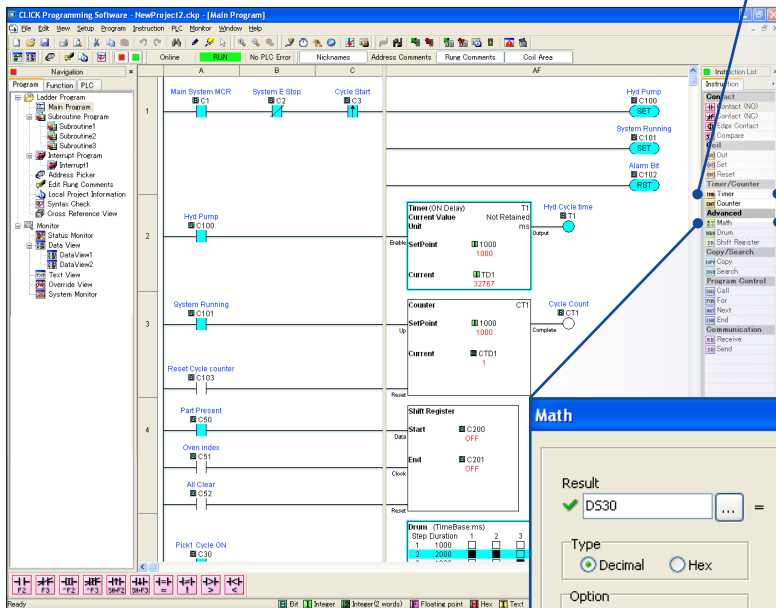 CLICK Programming Software - NewProject2.ckp - [Main Program]
File Edit View Setup Program Instruction PLC Monitor Window Help
Online RUN No PLC Error Nicknames Address Comments Rung Comments Coil Area
Navigation
Program Function PLC
Ladder Program
Main Program
Subroutine Program
Subroutine1
Subroutine2
Subroutine3
Interrupt Program
Interrupt1
Address Picker
Edit Rung Comments
Local Project Information
Syntax Check
Cross Reference View
Monitor
Status Monitor
Data View
DataView1
DataView2
Text View
Override View
System Monitor
A B C AF
1
Main System MCR System E Stop Cycle Start Hyd Pump
C1 C2 C3 C100
SET
System Running
C101
SET
Alarm Bit
C102
RST
2
Hyd Pump
C100
Enable
Timer (ON Delay) T1
Current Value Not Retained
Unit ms
SetPoint 1000
1000
Current TD1
32767
Hyd Cycle time
T1
Output
3
System Running
C101
Up
Counter CT1
SetPoint 1000
1000
Current CTD1
1
Cycle Count
CT1
Complete
Reset Cycle counter
C103
Reset
4
Part Present
C50
Data
Shift Register
Start C200
OFF
Oven index
C51
Clock
End C201
OFF
All Clear
C52
Reset
Pick1 Cycle ON
C30
Drum (TimeBase:ms)
Step Duration 1 2 3
1 1000
2 2000
Instruction List
Instruction
Contact
Contact (NO)
Contact (NC)
Edge Contact
Compare
Coil
Out
Set
Reset
Timer/Counter
Timer
Counter
Advanced
Math
Drum
Shift Register
Copy/Search
Copy
Search
Program Control
Call
For
Next
End
Communication
Receive
Send
Math
Result
DS30 ... =
Type
Decimal Hex
Option
F2 F3 ^F2 ^F3 SH+F2 SH+F3 = ! > <
Ready Bit Integer Integer(2 words) Floating point Hex Text